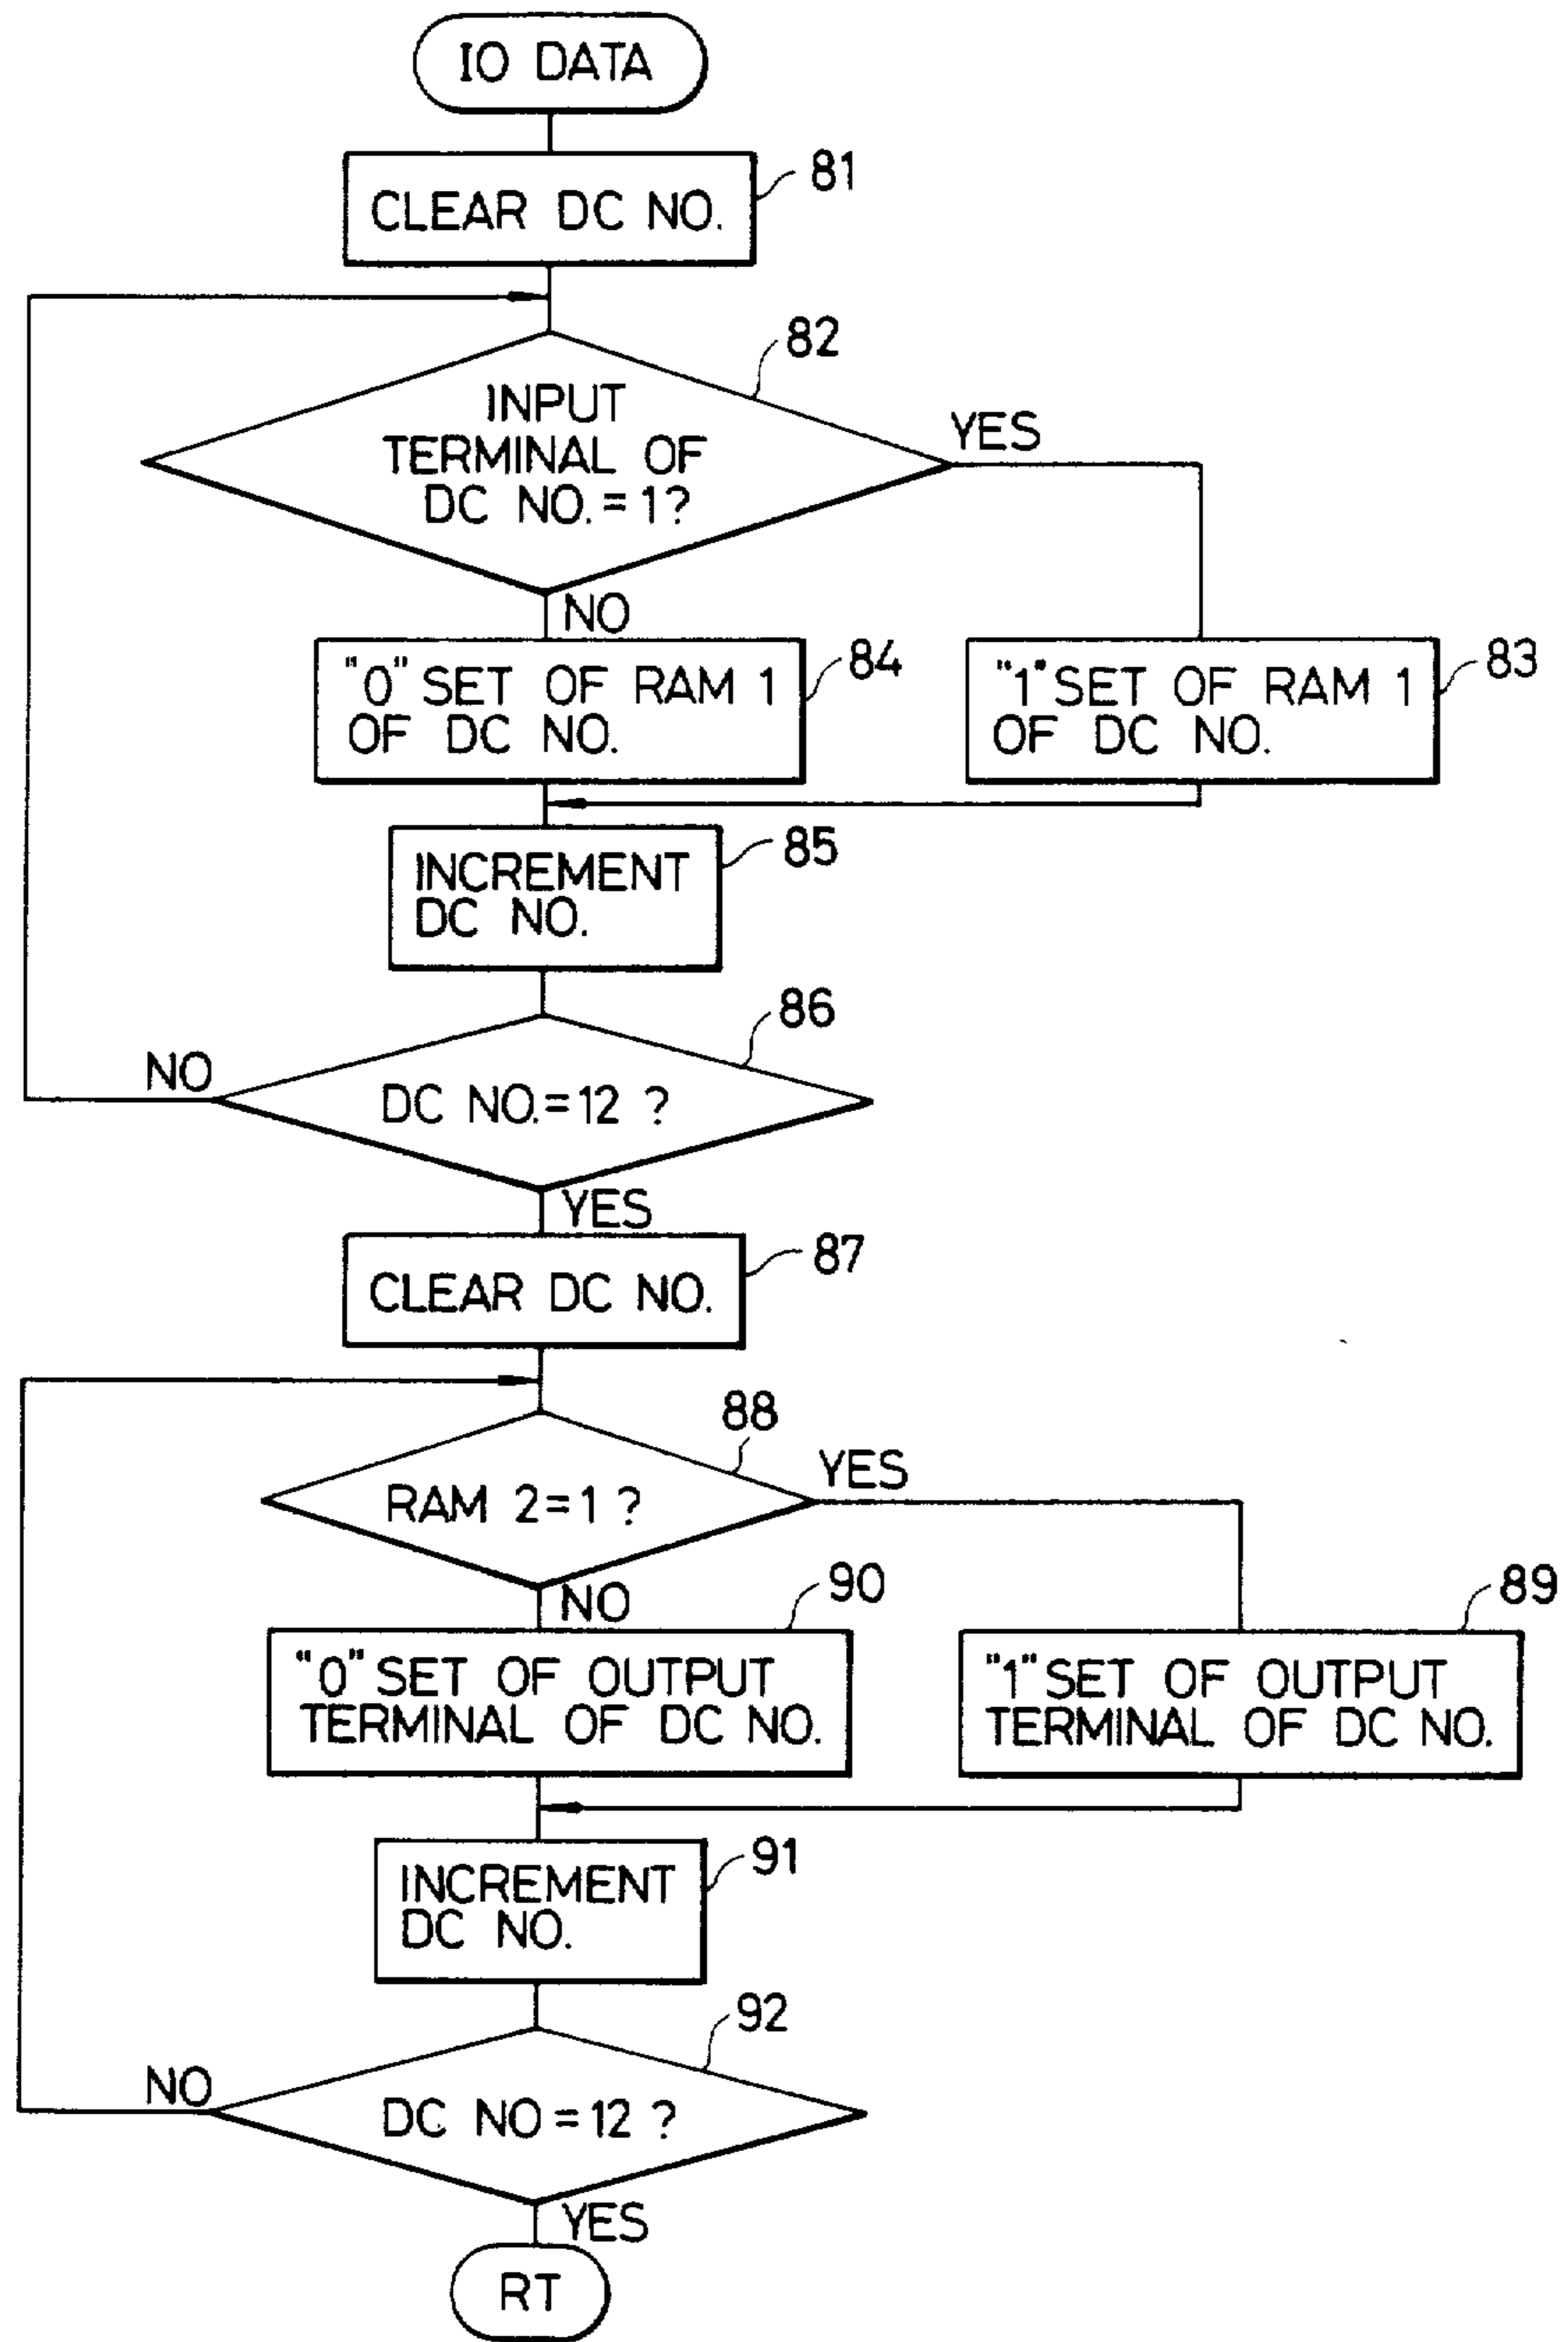 IO DATA
CLEAR DC NO.
81
82
INPUT
TERMINAL OF
DC NO.=1?
YES
NO
"0" SET OF RAM 1
OF DC NO.
84
"1" SET OF RAM 1
OF DC NO.
83
INCREMENT
DC NO.
85
86
DC NO.=12 ?
NO
YES
CLEAR DC NO.
87
88
RAM 2=1 ?
YES
NO
90
"0" SET OF OUTPUT
TERMINAL OF DC NO.
89
"1" SET OF OUTPUT
TERMINAL OF DC NO.
INCREMENT
DC NO.
91
92
DC NO=12 ?
NO
YES
RT